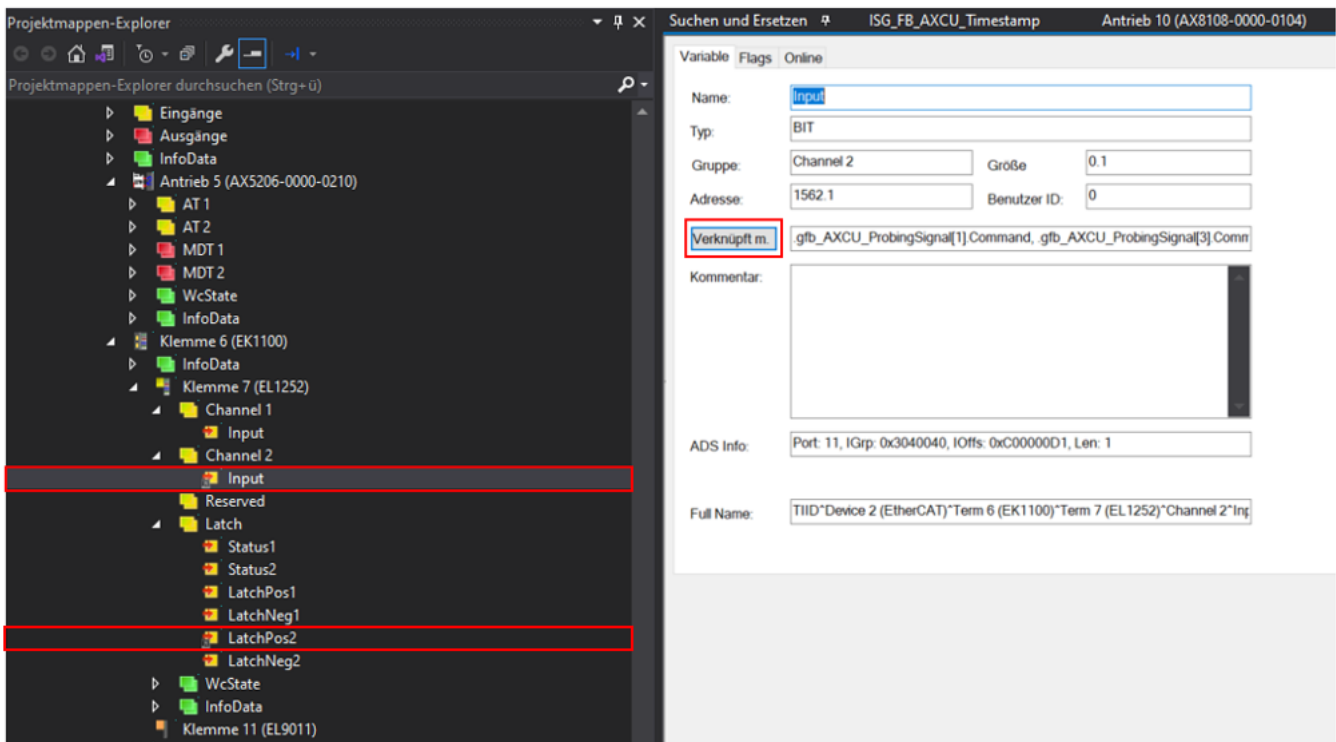 Projektmappen-Explorer
Projektmappen-Explorer durchsuchen (Strg+ü)
Eingänge
Ausgänge
InfoData
Antrieb 5 (AX5206-0000-0210)
AT 1
AT 2
MDT 1
MDT 2
WcState
InfoData
Klemme 6 (EK1100)
InfoData
Klemme 7 (EL1252)
Channel 1
Input
Channel 2
Input
Reserved
Latch
Status1
Status2
LatchPos1
LatchNeg1
LatchPos2
LatchNeg2
WcState
InfoData
Klemme 11 (EL9011)
Suchen und Ersetzen ISG_FB_AXCU_Timestamp Antrieb 10 (AX8108-0000-0104)
Variable Flags Online
Name: Input
Typ: BIT
Gruppe: Channel 2 Größe 0.1
Adresse: 1562.1 Benutzer ID: 0
Verknüpft m. .gfb_AXCU_ProbingSignal[1].Command, .gfb_AXCU_ProbingSignal[3].Comm
Kommentar:
ADS Info: Port: 11, IGrp: 0x3040040, IOffs: 0xC00000D1, Len: 1
Full Name: TIID^Device 2 (EtherCAT)^Term 6 (EK1100)^Term 7 (EL1252)^Channel 2^Inp